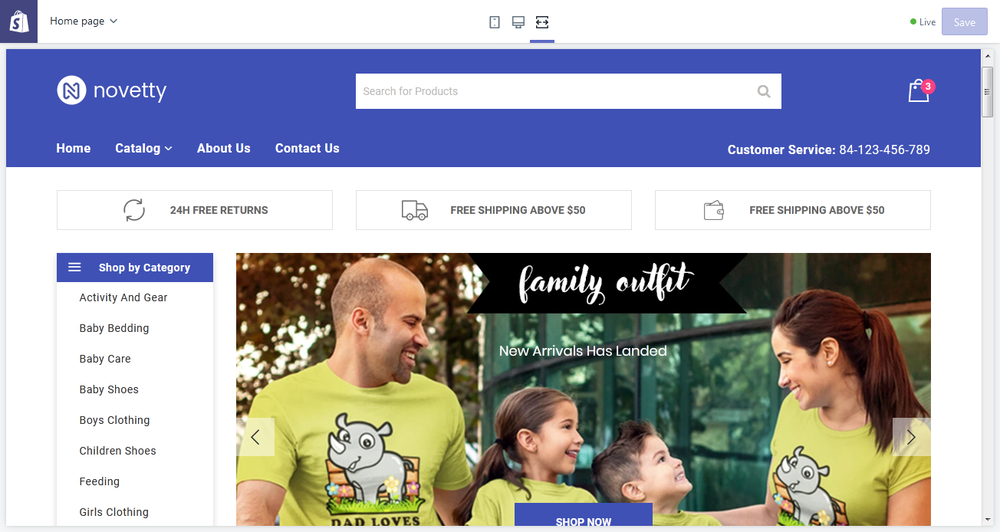 Home page
Live
Save
novetty
Search for Products
3
Home
Catalog
About Us
Contact Us
Customer Service: 84-123-456-789
24H FREE RETURNS
FREE SHIPPING ABOVE $50
FREE SHIPPING ABOVE $50
Shop by Category
Activity And Gear
Baby Bedding
Baby Care
Baby Shoes
Boys Clothing
Children Shoes
Feeding
Girls Clothing
family outfit
New Arrivals Has Landed
DAD LOVES
SHOP NOW